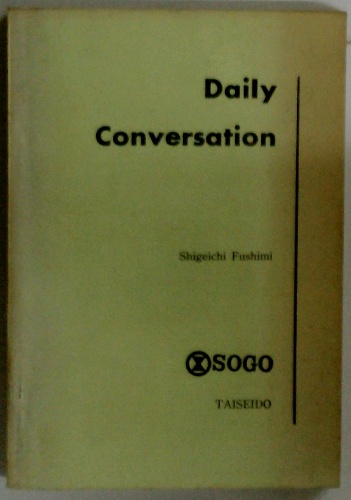 Daily
Conversation
Shigeichi Fushimi
SOGO
TAISEIDO